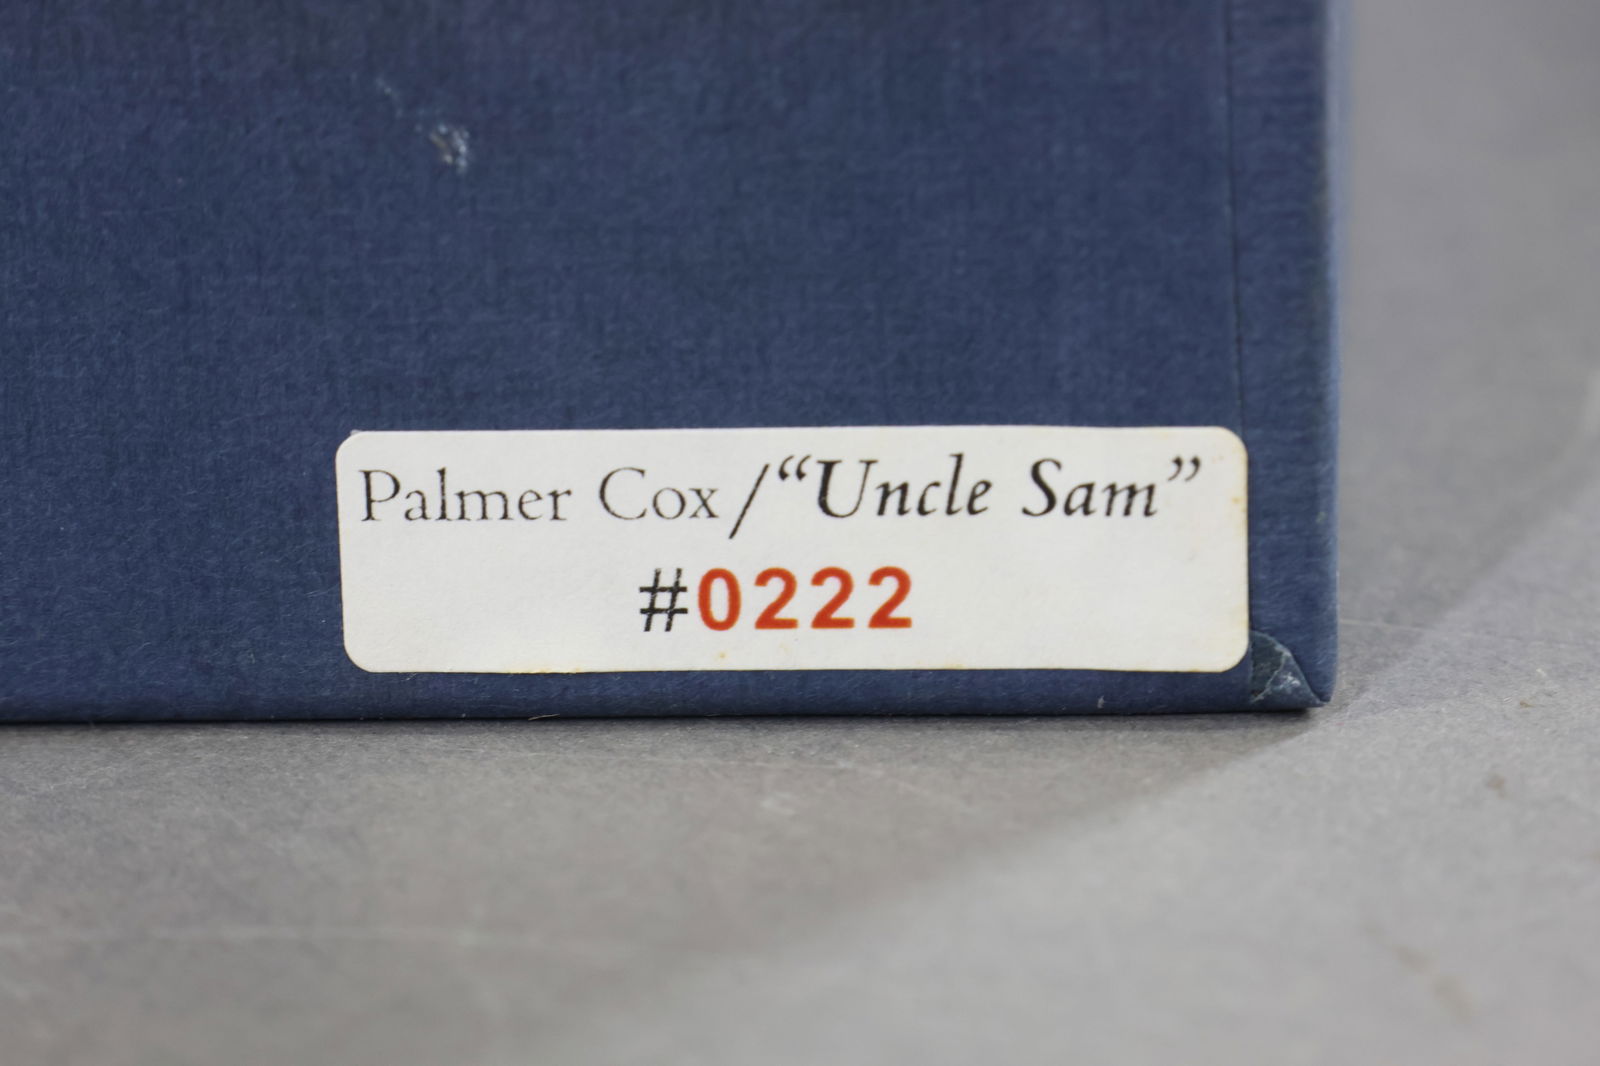 Palmer Cox/“Uncle Sam”
#0222